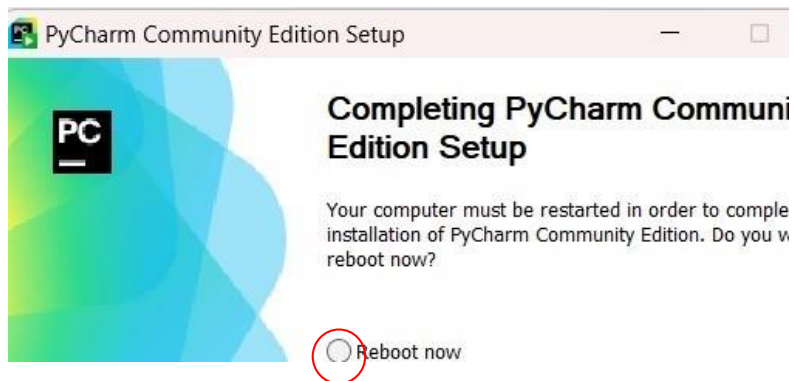 PyCharm Community Edition Setup
PC
Completing PyCharm Communi
Edition Setup
Your computer must be restarted in order to comple
installation of PyCharm Community Edition. Do you w
reboot now?
Reboot now